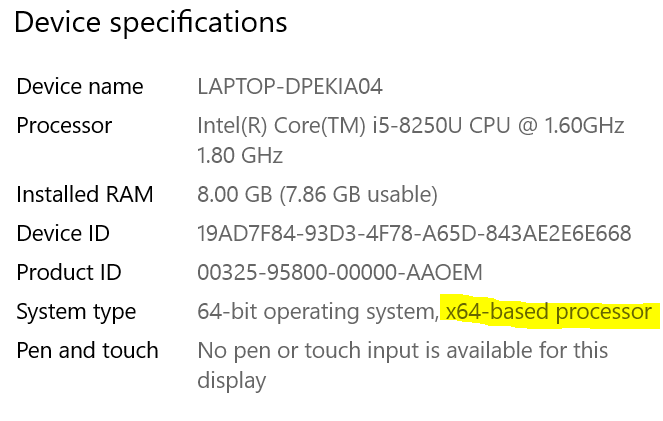 Device specifications
Device name LAPTOP-DPEKIA04
Processor Intel(R) Core(TM) i5-8250U CPU @ 1.60GHz
1.80 GHz
Installed RAM 8.00 GB (7.86 GB usable)
Device ID 19AD7F84-93D3-4F78-A65D-843AE2E6E668
Product ID 00325-95800-00000-AAOEM
System type 64-bit operating system, x64-based processor
Pen and touch No pen or touch input is available for this
display